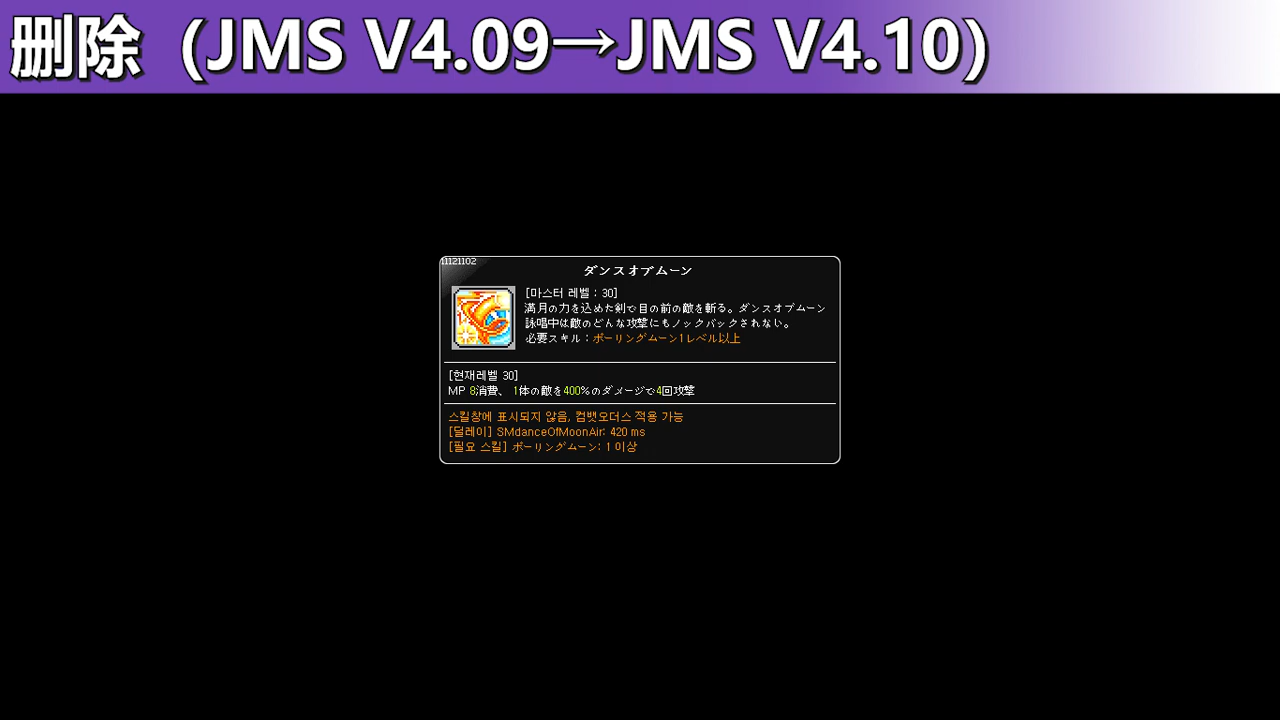 删除（JMS V4.09→JMS V4.10）
11121102
ダンスオブムーン
[마스터 레벨 : 30]
満月の力を込めた剣で目の前の敵を斬る。ダンスオブムーン
詠唱中は敵のどんな攻撃にもノックバックされない。
必要スキル：ボーリングムーン1レベル以上
[현재레벨 30]
MP 8消費、 1体の敵を400%のダメージで4回攻撃
스킬창에 표시되지 않음, 컴뱃오더스 적용 가능
[딜레이] SMdanceOfMoonAir: 420 ms
[필요 스킬] ボーリングムーン: 1 이상